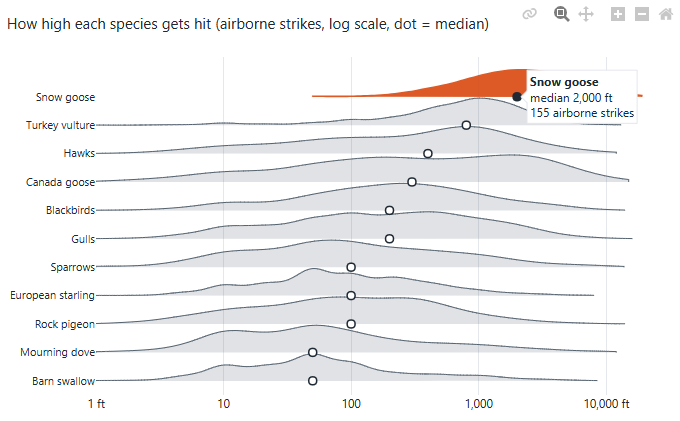 How high each species gets hit (airborne strikes, log scale, dot = median)
Snow goose
Snow goose
median 2,000 ft
155 airborne strikes
Turkey vulture
Hawks
Canada goose
Blackbirds
Gulls
Sparrows
European starling
Rock pigeon
Mourning dove
Barn swallow
1 ft 10 100 1,000 10,000 ft